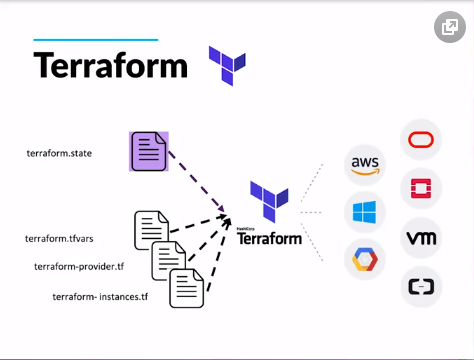 Terraform
terraform.state
terraform.tfvars
terraform-provider.tf
terraform- instances.tf
HashiCorp
Terraform
aws
vm